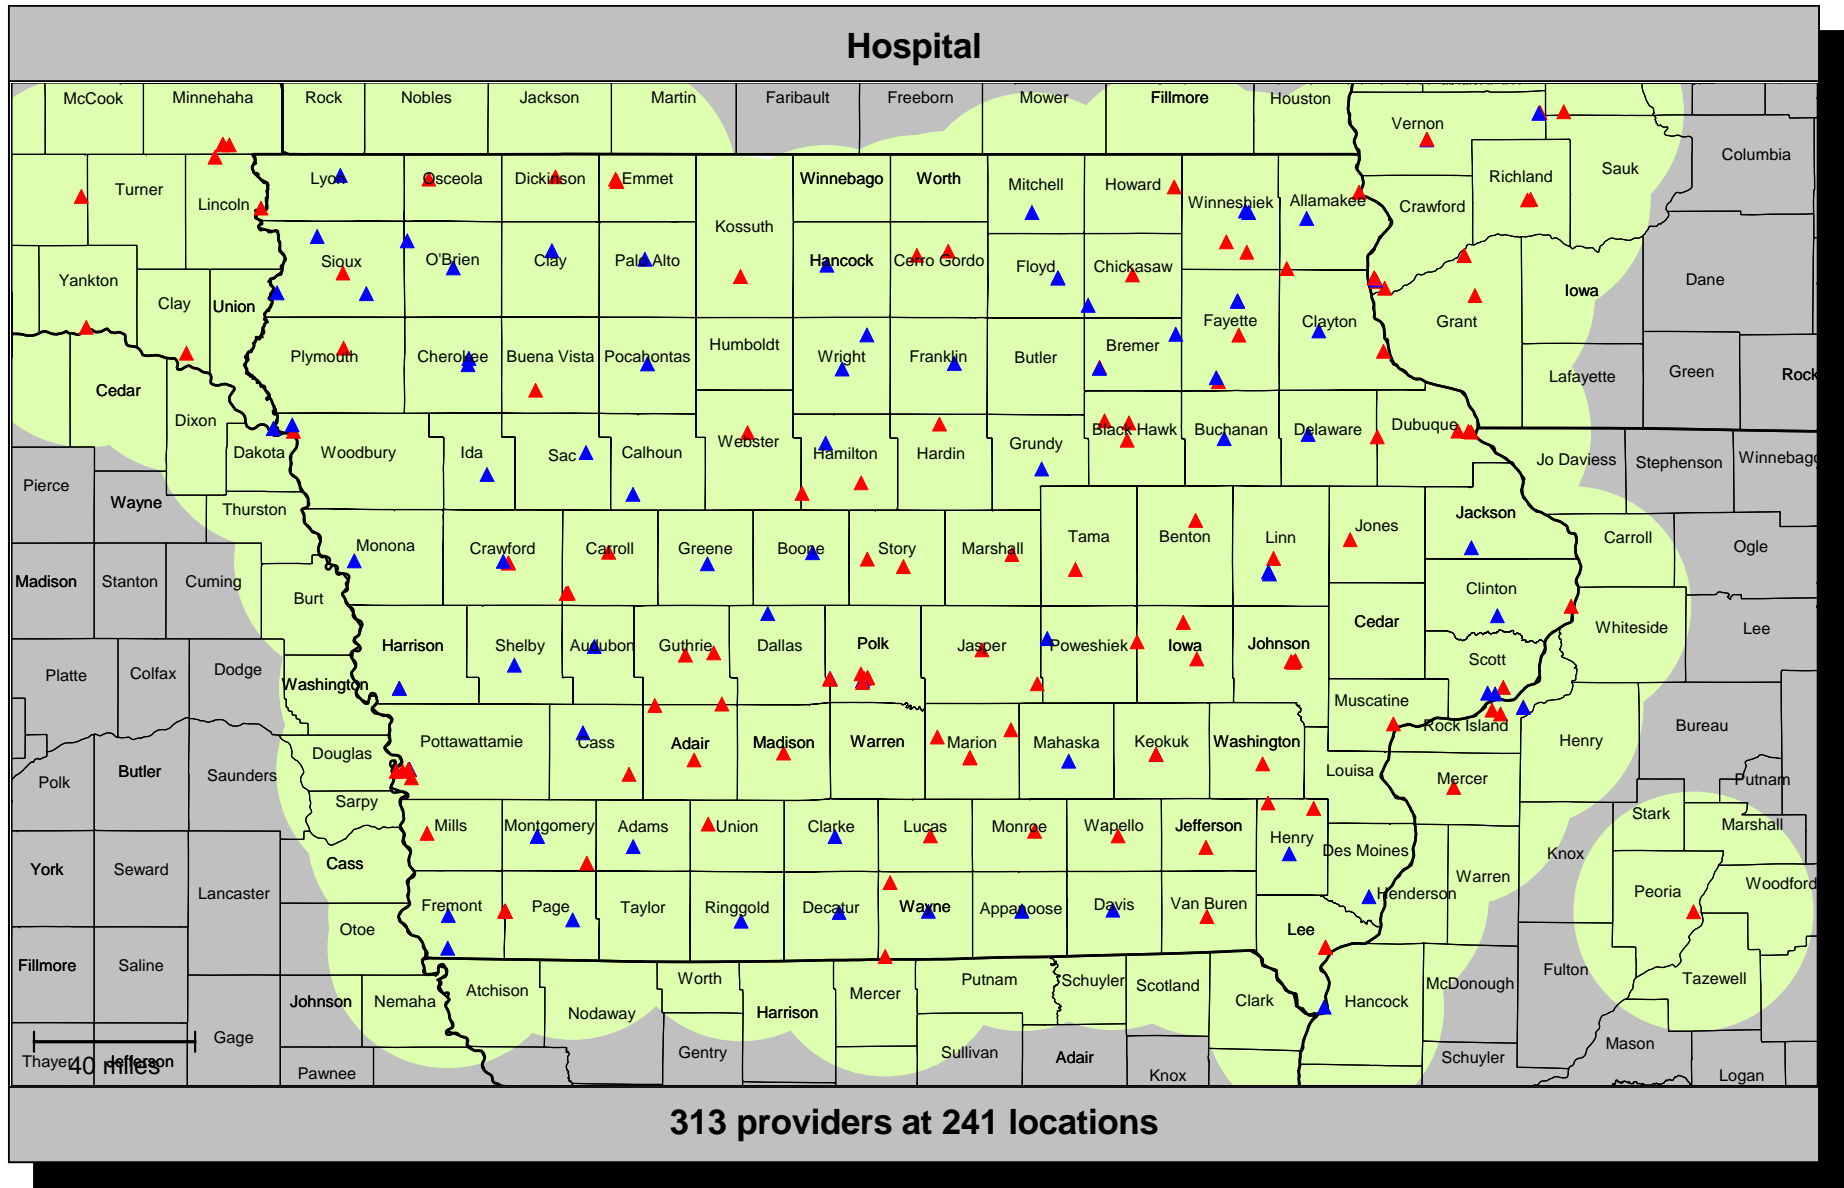 Hospital
McCook Minnehaha Rock Nobles Jackson Martin Faribault Freeborn Mower Fillmore Houston
Vernon
Columbia
Sauk
Richland
Turner Lyon Osceola Dickinson Emmet Winnebago Worth Mitchell Howard
Lincoln Winneshiek Allamakee Crawford
Kossuth
Yankton Sioux O'Brien Clay Palo Alto Hancock Cerro Gordo Floyd Chickasaw Dane
Clay Union Iowa
Fayette Clayton Grant
Plymouth Cherokee Buena Vista Pocahontas Humboldt Wright Franklin Butler Bremer
Cedar Lafayette Green Rock
Dixon
Dakota Woodbury Ida Sac Calhoun Webster Hamilton Hardin Grundy Black Hawk Buchanan Delaware Dubuque
Jo Daviess Stephenson Winnebago
Pierce
Wayne Thurston
Monona Crawford Carroll Greene Boone Story Marshall Tama Benton Linn Jones Jackson Carroll Ogle
Madison Stanton Cuming Burt Clinton
Harrison Shelby Audubon Guthrie Dallas Polk Jasper Poweshiek Iowa Johnson Cedar Whiteside Lee
Platte Colfax Dodge Scott
Washington Muscatine
Rock Island Bureau
Douglas Pottawattamie Cass Adair Madison Warren Marion Mahaska Keokuk Washington Henry
Polk Butler Saunders Louisa Mercer Putnam
Sarpy Mills Montgomery Adams Union Clarke Lucas Monroe Wapello Jefferson Henry Stark Marshall
Des Moines Knox
York Seward Cass Warren
Lancaster Henderson Peoria Woodford
Fremont Page Taylor Ringgold Decatur Wayne Appanoose Davis Van Buren
Otoe Lee
Fillmore Saline Fulton Tazewell
Johnson Nemaha Atchison Nodaway Worth Harrison Mercer Putnam Schuyler Scotland Clark Hancock McDonough
Gage Mason
Thayer Jefferson Pawnee Gentry Sullivan Adair Knox Schuyler Logan
40 miles
313 providers at 241 locations